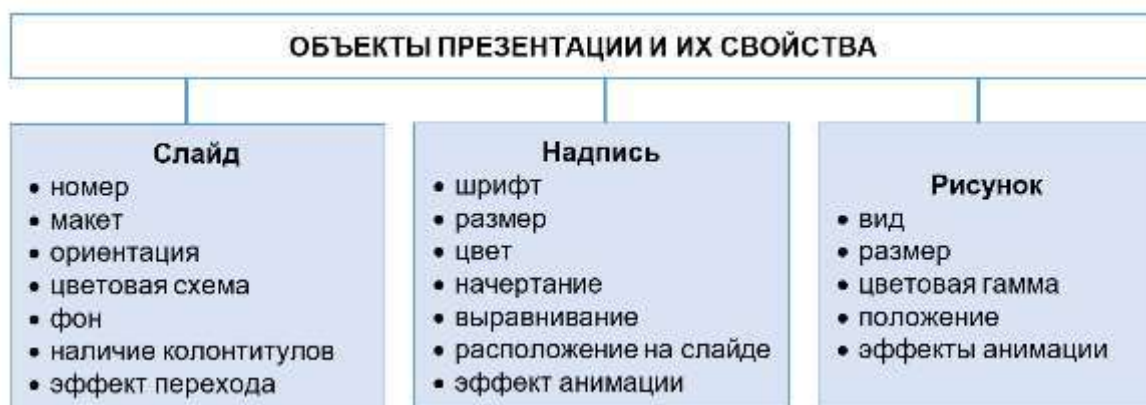 ОБЪЕКТЫ ПРЕЗЕНТАЦИИ И ИХ СВОЙСТВА
Слайд
• номер
• макет
• ориентация
• цветовая схема
• фон
• наличие колонтитулов
• эффект перехода
Надпись
• шрифт
• размер
• цвет
• начертание
• выравнивание
• расположение на слайде
• эффект анимации
Рисунок
• вид
• размер
• цветовая гамма
• положение
• эффекты анимации